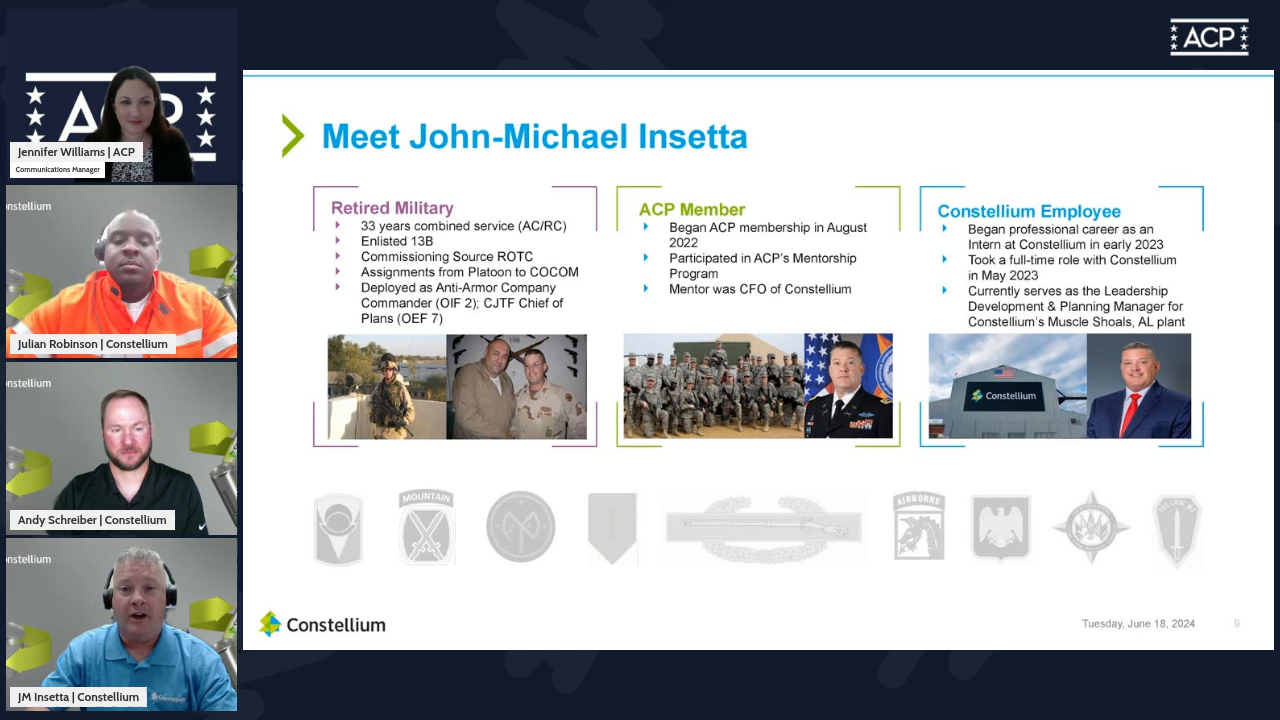 ACP
ACP
Jennifer Williams | ACP
Communications Manager
nstellium
Julian Robinson | Constellium
nstellium
Andy Schreiber | Constellium
nstellium
Constellium
JM Insetta | Constellium
Meet John-Michael Insetta
Retired Military
33 years combined service (AC/RC)
Enlisted 13B
Commissioning Source ROTC
Assignments from Platoon to COCOM
Deployed as Anti-Armor Company
Commander (OIF 2); CJTF Chief of
Plans (OEF 7)
ACP Member
Began ACP membership in August
2022
Participated in ACP's Mentorship
Program
Mentor was CFO of Constellium
Constellium Employee
Began professional career as an
Intern at Constellium in early 2023
Took a full-time role with Constellium
in May 2023
Currently serves as the Leadership
Development & Planning Manager for
Constellium's Muscle Shoals, AL plant
Constellium
MOUNTAIN
AIRBORNE
FOLLOW ME
Constellium
Tuesday, June 18, 2024
9